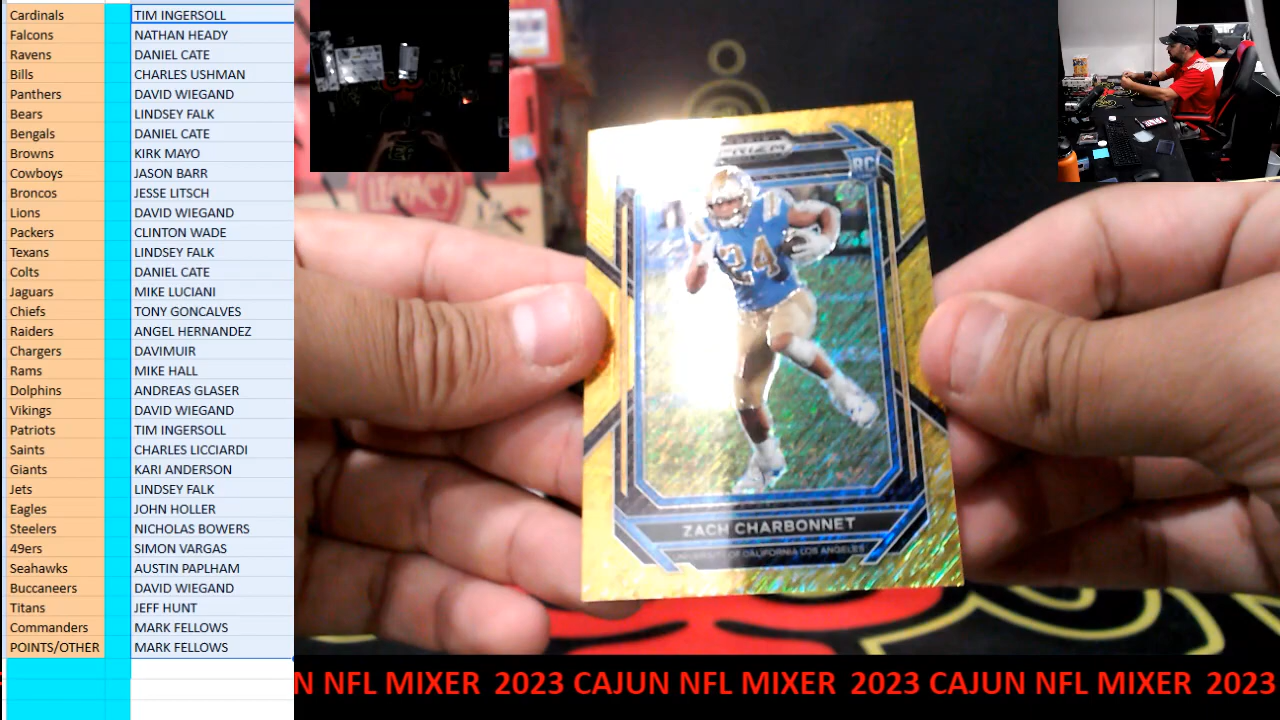 Cardinals TIM INGERSOLL
Falcons NATHAN HEADY
Ravens DANIEL CATE
Bills CHARLES USHMAN
Panthers DAVID WIEGAND
Bears LINDSEY FALK
Bengals DANIEL CATE
Browns KIRK MAYO
Cowboys JASON BARR
Broncos JESSE LITSCH
Lions DAVID WIEGAND
Packers CLINTON WADE
Texans LINDSEY FALK
Colts DANIEL CATE
Jaguars MIKE LUCIANI
Chiefs TONY GONCALVES
Raiders ANGEL HERNANDEZ
Chargers DAVIMUIR
Rams MIKE HALL
Dolphins ANDREAS GLASER
Vikings DAVID WIEGAND
Patriots TIM INGERSOLL
Saints CHARLES LICCIARDI
Giants KARI ANDERSON
Jets LINDSEY FALK
Eagles JOHN HOLLER
Steelers NICHOLAS BOWERS
49ers SIMON VARGAS
Seahawks AUSTIN PAPLHAM
Buccaneers DAVID WIEGAND
Titans JEFF HUNT
Commanders MARK FELLOWS
POINTS/OTHER MARK FELLOWS
LEGACY
PRIZM
RC
24
ZACH CHARBONNET
UNIVERSITY OF CALIFORNIA LOS ANGELES
N NFL MIXER 2023 CAJUN NFL MIXER 2023 CAJUN NFL MIXER 2023